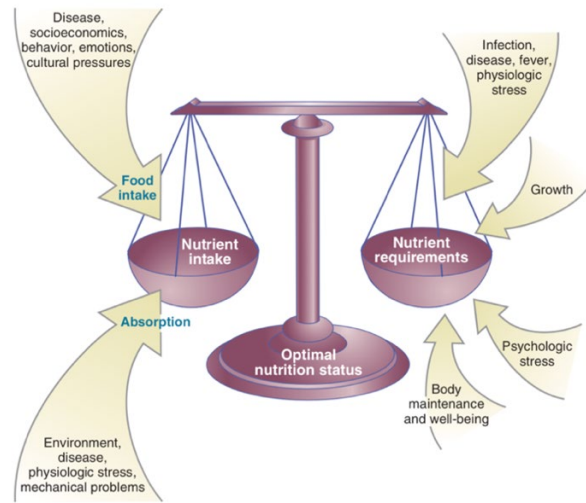 Disease,
socioeconomics,
behavior, emotions,
cultural pressures
Infection,
disease, fever,
physiologic
stress
Food
intake
Growth
Nutrient
intake
Nutrient
requirements
Absorption
Optimal
nutrition status
Psychologic
stress
Body
maintenance
and well-being
Environment,
disease,
physiologic stress,
mechanical problems